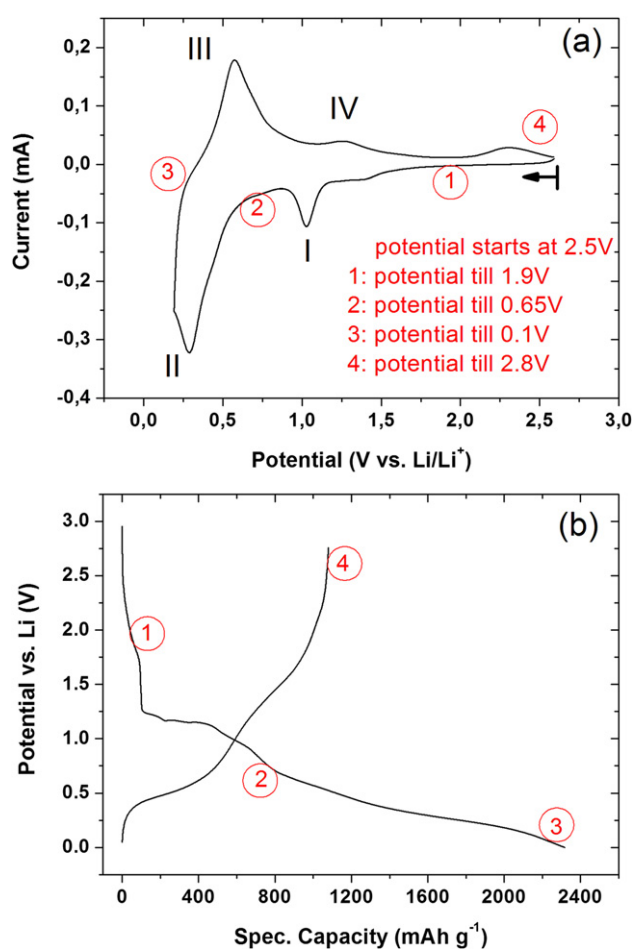 (a)
III
IV
II
I
1
2
3
4
potential starts at 2.5V
1: potential till 1.9V
2: potential till 0.65V
3: potential till 0.1V
4: potential till 2.8V
0,2
0,1
0,0
-0,1
-0,2
-0,3
-0,4
Current (mA)
0,0 0,5 1,0 1,5 2,0 2,5 3,0
Potential (V vs. Li/Li⁺)
(b)
1
2
3
4
3.0
2.5
2.0
1.5
1.0
0.5
0.0
Potential vs. Li (V)
0 400 800 1200 1600 2000 2400
Spec. Capacity (mAh g⁻¹)